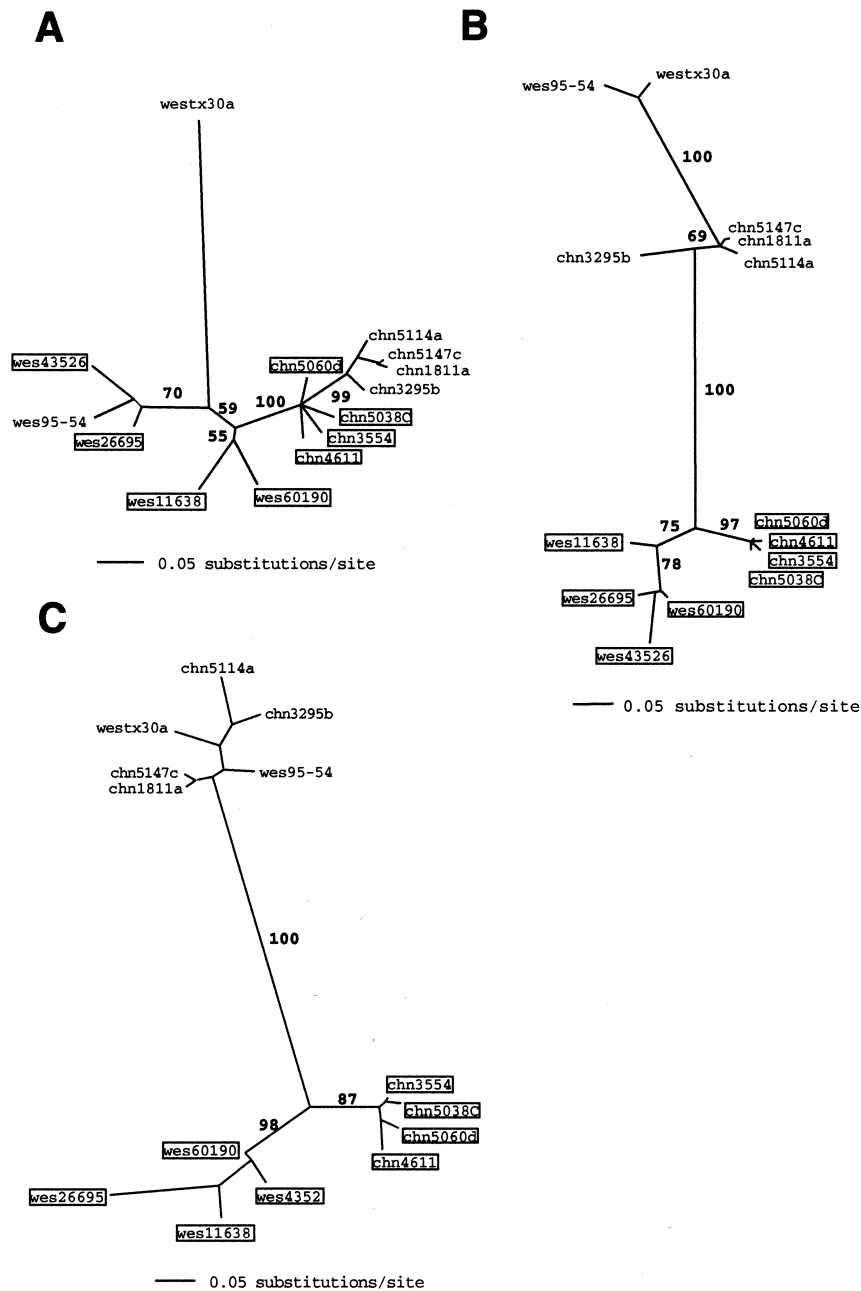 A
westx30a
wes43526
wes95-54
wes26695
70
59
55
100
99
chn5060d
chn5114a
chn5147c
chn1811a
chn3295b
chn5038C
chn3554
chn4611
wes11638
wes60190
0.05 substitutions/site
B
wes95-54
westx30a
100
69
chn5147c
chn1811a
chn5114a
chn3295b
100
75
97
chn5060d
chn4611
chn3554
chn5038C
wes11638
78
wes26695
wes60190
wes43526
0.05 substitutions/site
C
chn5114a
chn3295b
westx30a
chn5147c
chn1811a
wes95-54
100
87
98
chn3554
chn5038C
chn5060d
chn4611
wes60190
wes26695
wes4352
wes11638
0.05 substitutions/site